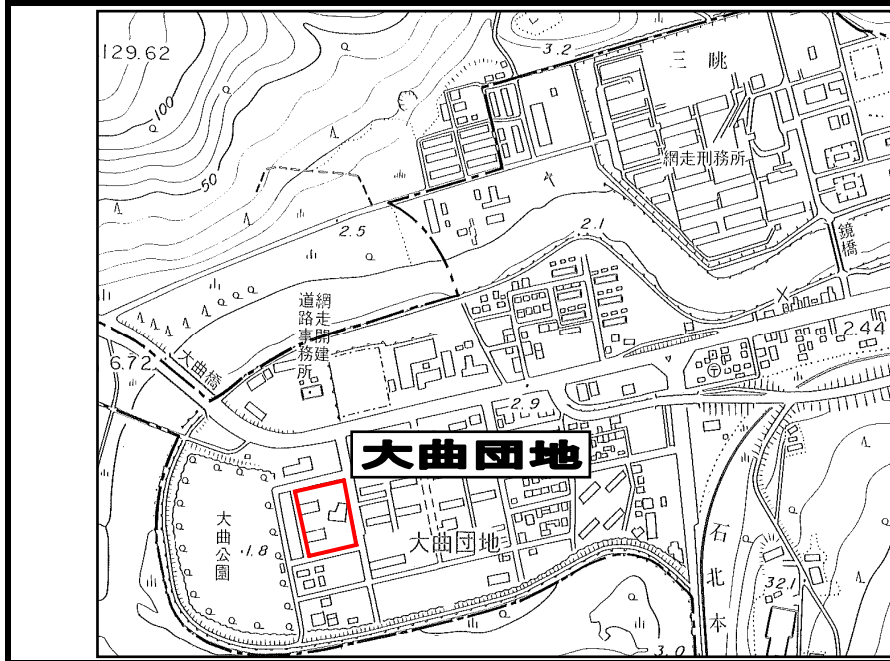 129.62
3.2
三眺
100
網走刑務所
50
2.5
2.1
鏡橋
網走開建
道路事務所
2.44
大曲橋
6.72
2.9
大曲団地
大曲公園
1.8
大曲団地
石北本
32.1
3.0